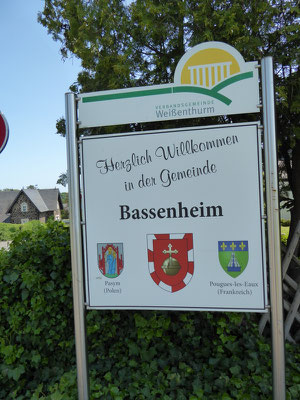 VERBANDSGEMEINDE
Weißenthurm
Herzlich Willkommen
in der Gemeinde
Bassenheim
Pasym
(Polen)
Pougues-les-Eaux
(Frankreich)